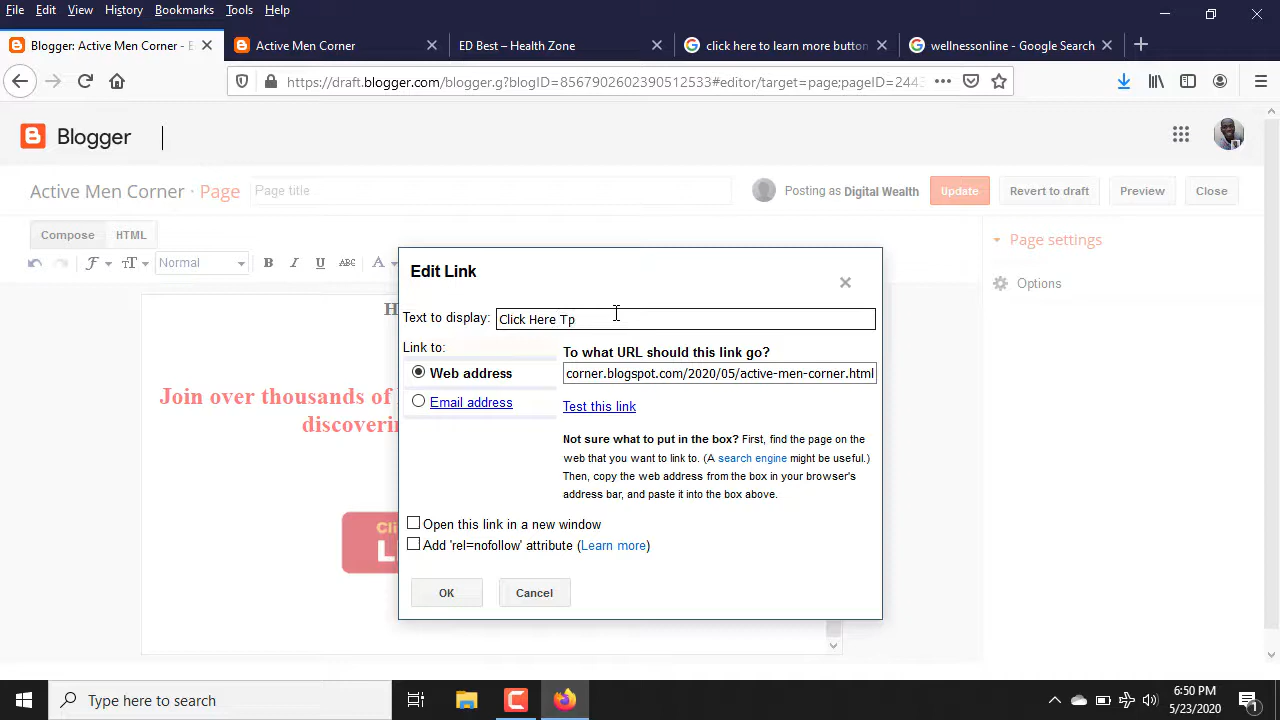 File Edit View History Bookmarks Tools Help
Blogger: Active Men Corner - E
Active Men Corner
ED Best – Health Zone
click here to learn more button
wellnessonline - Google Search
https://draft.blogger.com/blogger.g?blogID=8567902602390512533#editor/target=page;pageID=2443
Blogger
Active Men Corner · Page
Page title
Posting as Digital Wealth
Update
Revert to draft
Preview
Close
Compose
HTML
Normal
B I U ABC A
Page settings
Options
H
Join over thousands of
discoverin
Cli
L
Edit Link
Text to display: Click Here Tp
Link to:
To what URL should this link go?
Web address
corner.blogspot.com/2020/05/active-men-corner.html
Email address
Test this link
Not sure what to put in the box? First, find the page on the
web that you want to link to. (A search engine might be useful.)
Then, copy the web address from the box in your browser's
address bar, and paste it into the box above.
Open this link in a new window
Add 'rel=nofollow' attribute (Learn more)
OK
Cancel
Type here to search
6:50 PM
5/23/2020
1